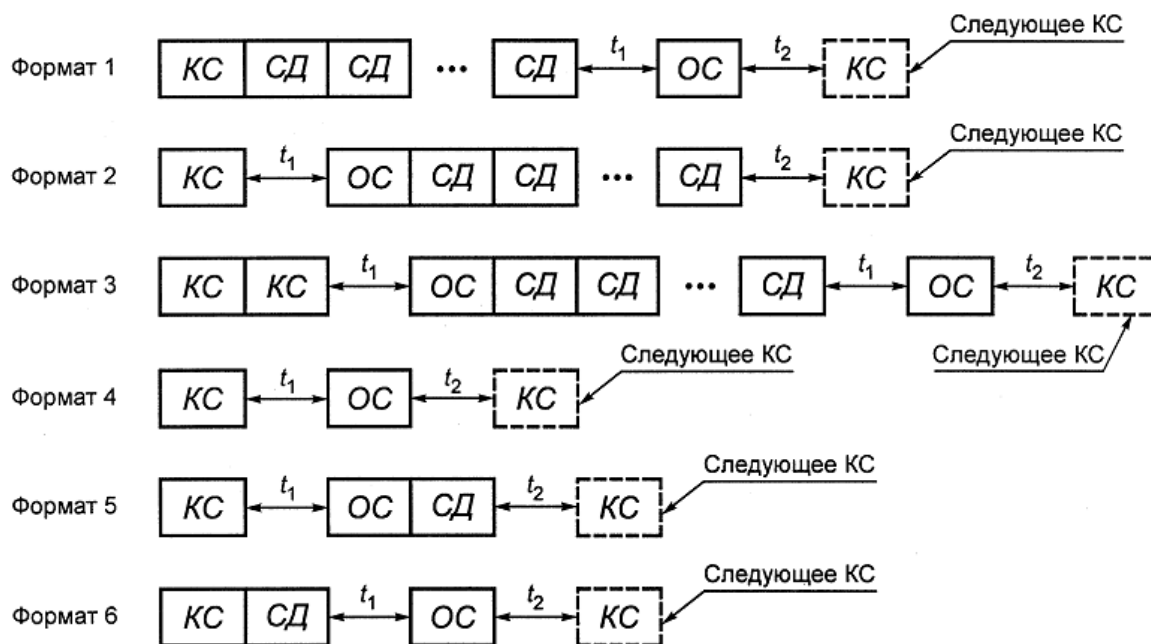 Следующее КС
Формат 1 КС СД СД ... СД t1 ОС t2 КС
Следующее КС
Формат 2 КС t1 ОС СД СД ... СД t2 КС
Формат 3 КС КС t1 ОС СД СД ... СД t1 ОС t2 КС
Следующее КС
Следующее КС
Формат 4 КС t1 ОС t2 КС
Следующее КС
Формат 5 КС t1 ОС СД t2 КС
Следующее КС
Формат 6 КС СД t1 ОС t2 КС